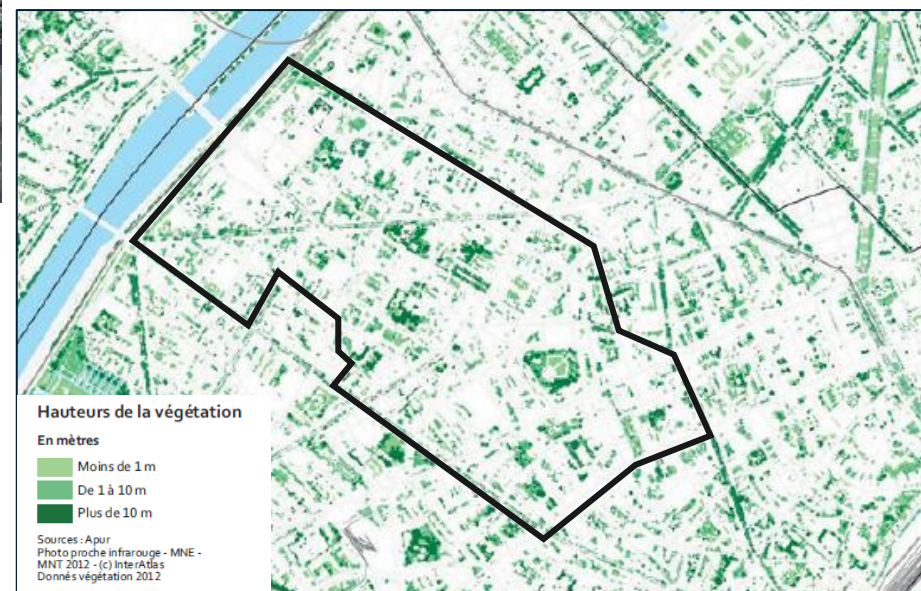 Hauteurs de la végétation
En mètres
Moins de 1 m
De 1 à 10 m
Plus de 10 m
Sources : Apur
Photo proche infrarouge - MNE -
MNT 2012 - (c) InterAtlas
Donnés végétation 2012